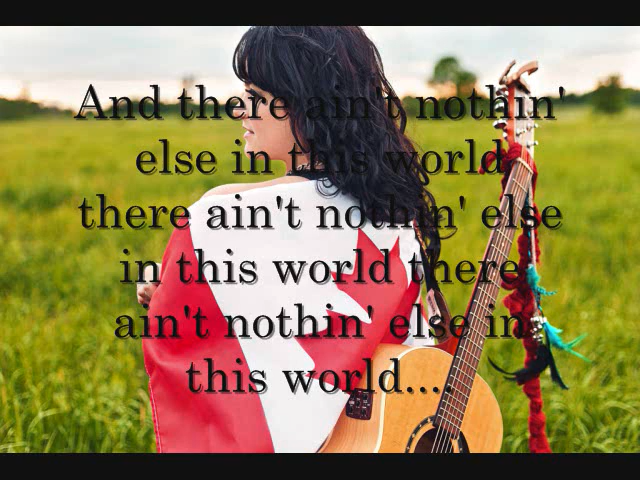 And there ain't nothin'
else in this world
there ain't nothin' else
in this world there
ain't nothin' else in
this world....